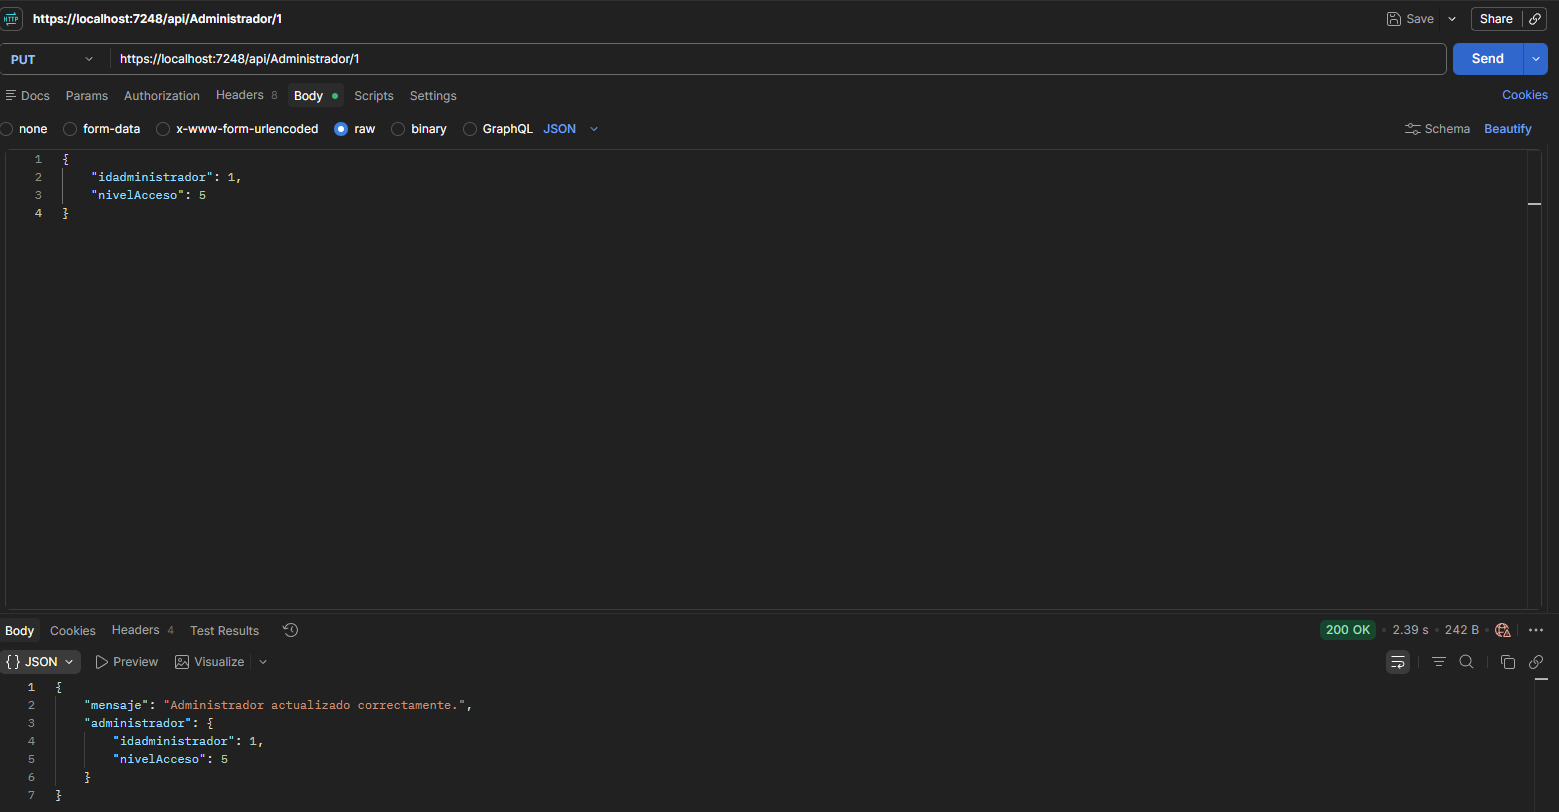 HTTP https://localhost:7248/api/Administrador/1 Save Share
PUT https://localhost:7248/api/Administrador/1 Send
Docs Params Authorization Headers 8 Body Scripts Settings Cookies
none form-data x-www-form-urlencoded raw binary GraphQL JSON Schema Beautify
1 {
2 "idadministrador": 1,
3 "nivelAcceso": 5
4 }
Body Cookies Headers 4 Test Results 200 OK • 2.39 s • 242 B •
{} JSON Preview Visualize
1 {
2 "mensaje": "Administrador actualizado correctamente.",
3 "administrador": {
4 "idadministrador": 1,
5 "nivelAcceso": 5
6 }
7 }